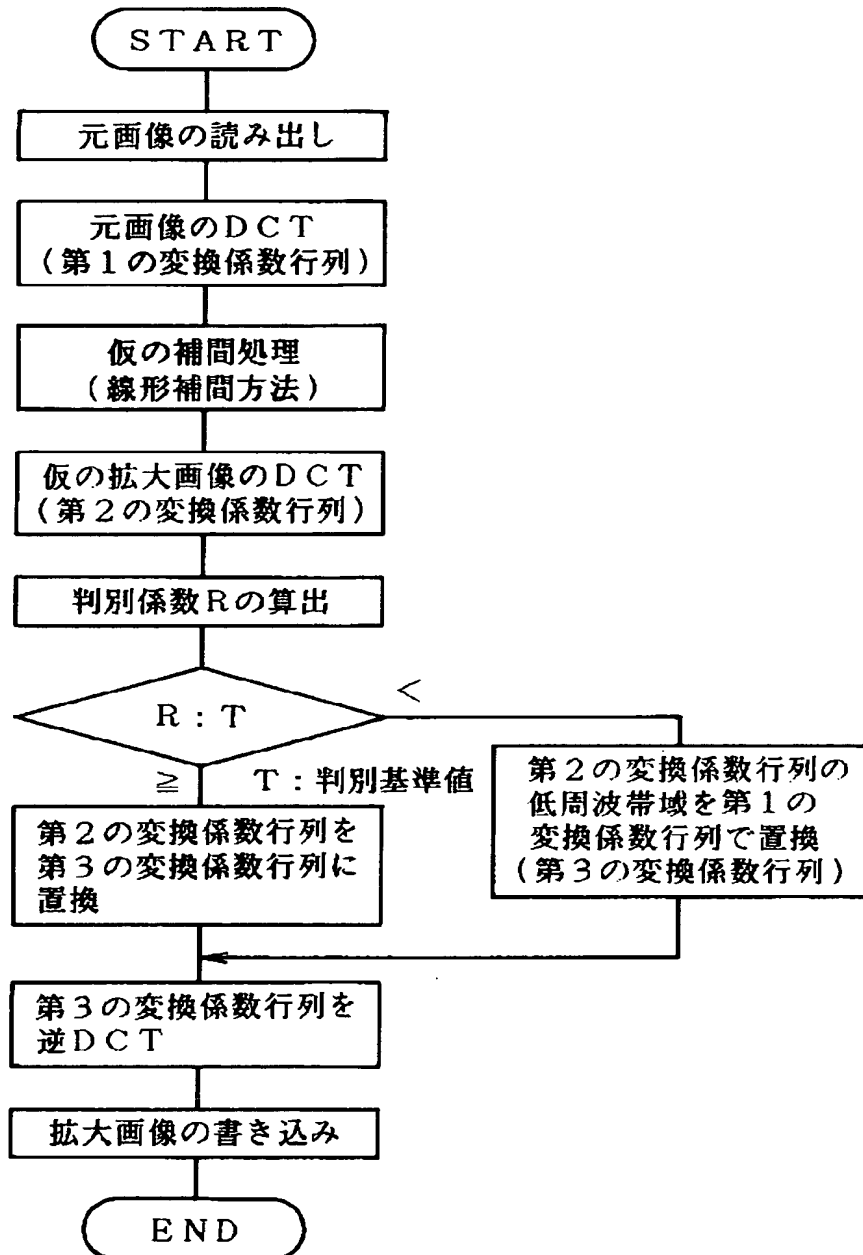 START
元画像の読み出し
元画像のDCT
(第1の変換係数行列)
仮の補間処理
(線形補間方法)
仮の拡大画像のDCT
(第2の変換係数行列)
判別係数Rの算出
R:T
<
≧
T:判別基準値
第2の変換係数行列を
第3の変換係数行列に
置換
第2の変換係数行列の
低周波帯域を第1の
変換係数行列で置換
(第3の変換係数行列)
第3の変換係数行列を
逆DCT
拡大画像の書き込み
END